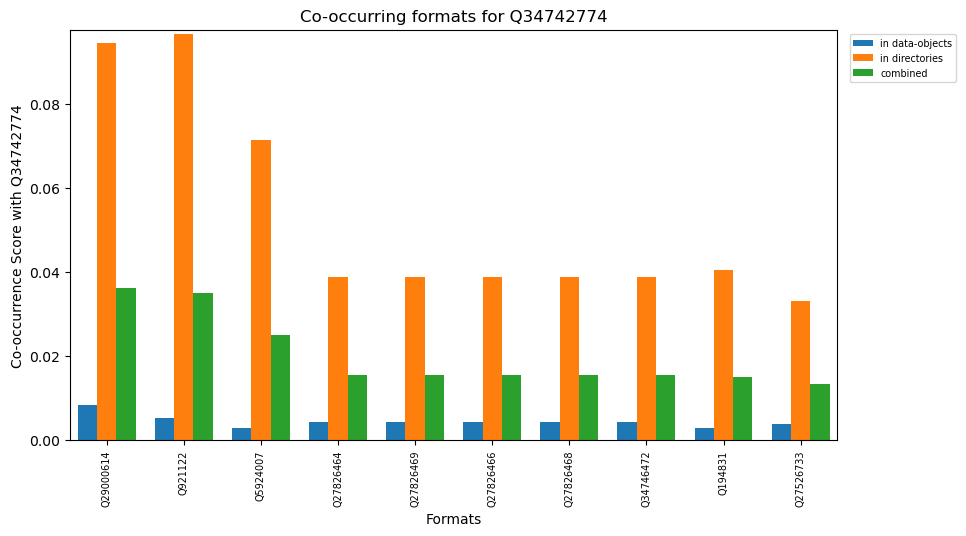 Co-occurring formats for Q34742774
in data-objects
in directories
combined
Co-occurrence Score with Q34742774
0.08
0.06
0.04
0.02
0.00
Q29000614
Q921122
Q5924007
Q27826464
Q27826469
Q27826466
Q27826468
Q34746472
Q194831
Q27526733
Formats